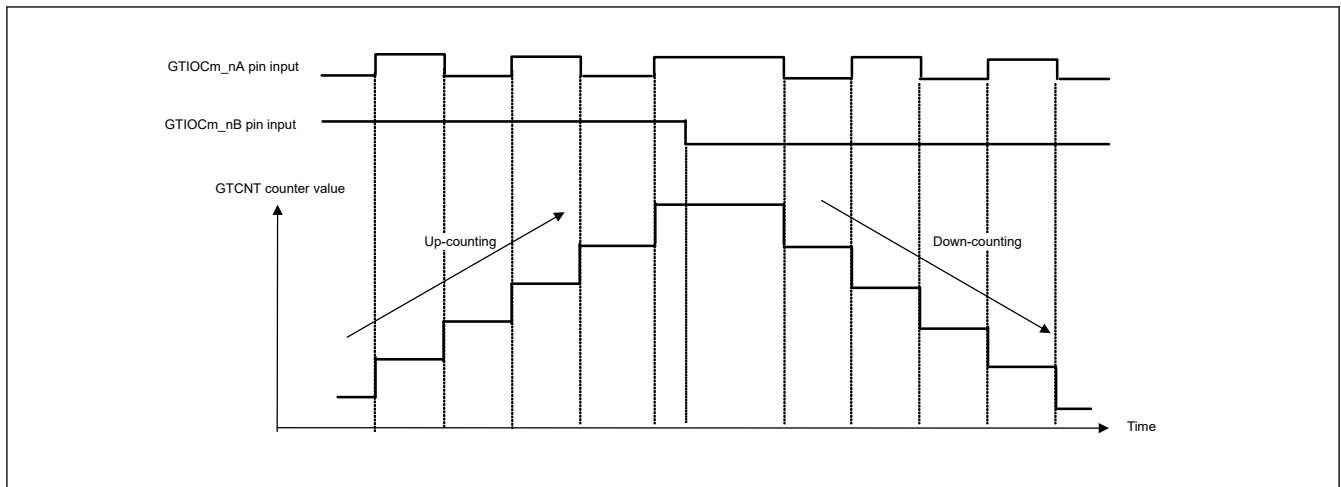 GTIOCm_nA pin input
GTIOCm_nB pin input
GTCNT counter value
Up-counting
Down-counting
Time